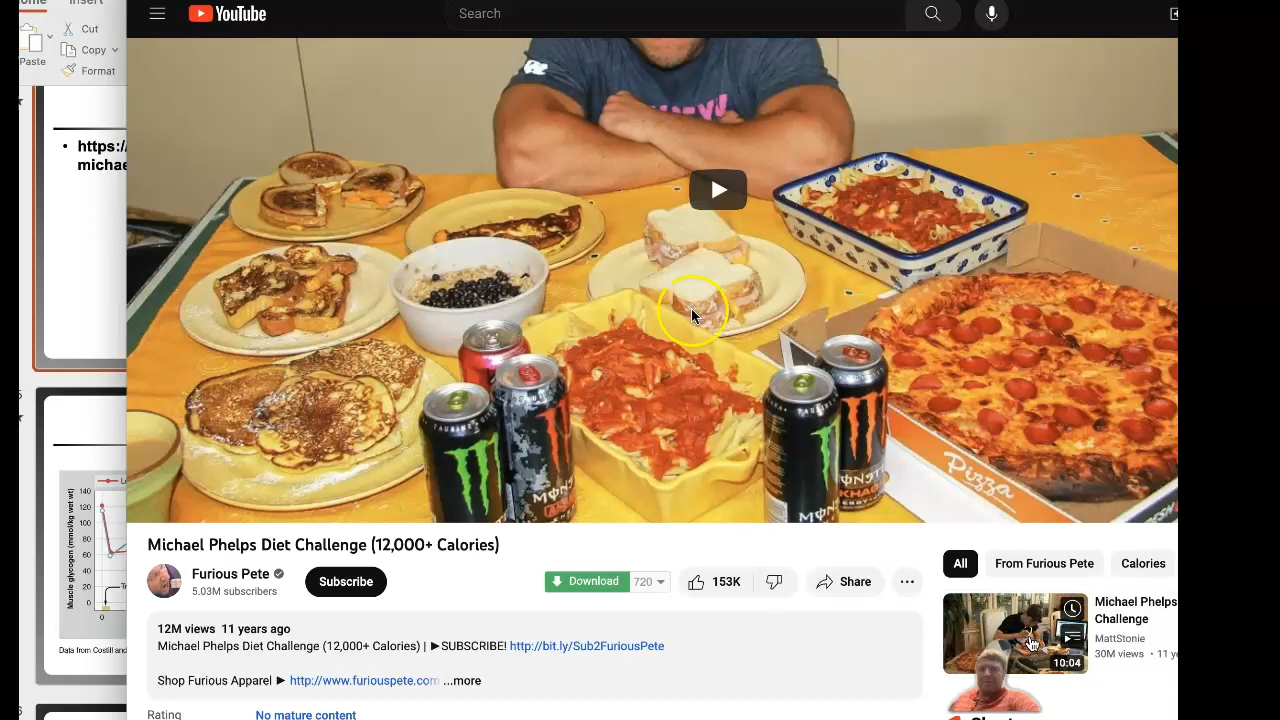 Home
Insert
Cut
Copy
Paste
Format
https:/
michae
140
120
100
80
60
40
20
0
Muscle glycogen (mmol/kg wet wt)
0
Data from Costill and
YouTube
Search
Pizza
MONSTER
KHAOS
Michael Phelps Diet Challenge (12,000+ Calories)
Furious Pete
5.03M subscribers
Subscribe
Download 720
153K
Share
12M views 11 years ago
Michael Phelps Diet Challenge (12,000+ Calories) | ►SUBSCRIBE! http://bit.ly/Sub2FuriousPete
Shop Furious Apparel ► http://www.furiouspete.com ...more
Rating
No mature content
All
From Furious Pete
Calories
Michael Phelps
Challenge
MattStonie
30M views
10:04